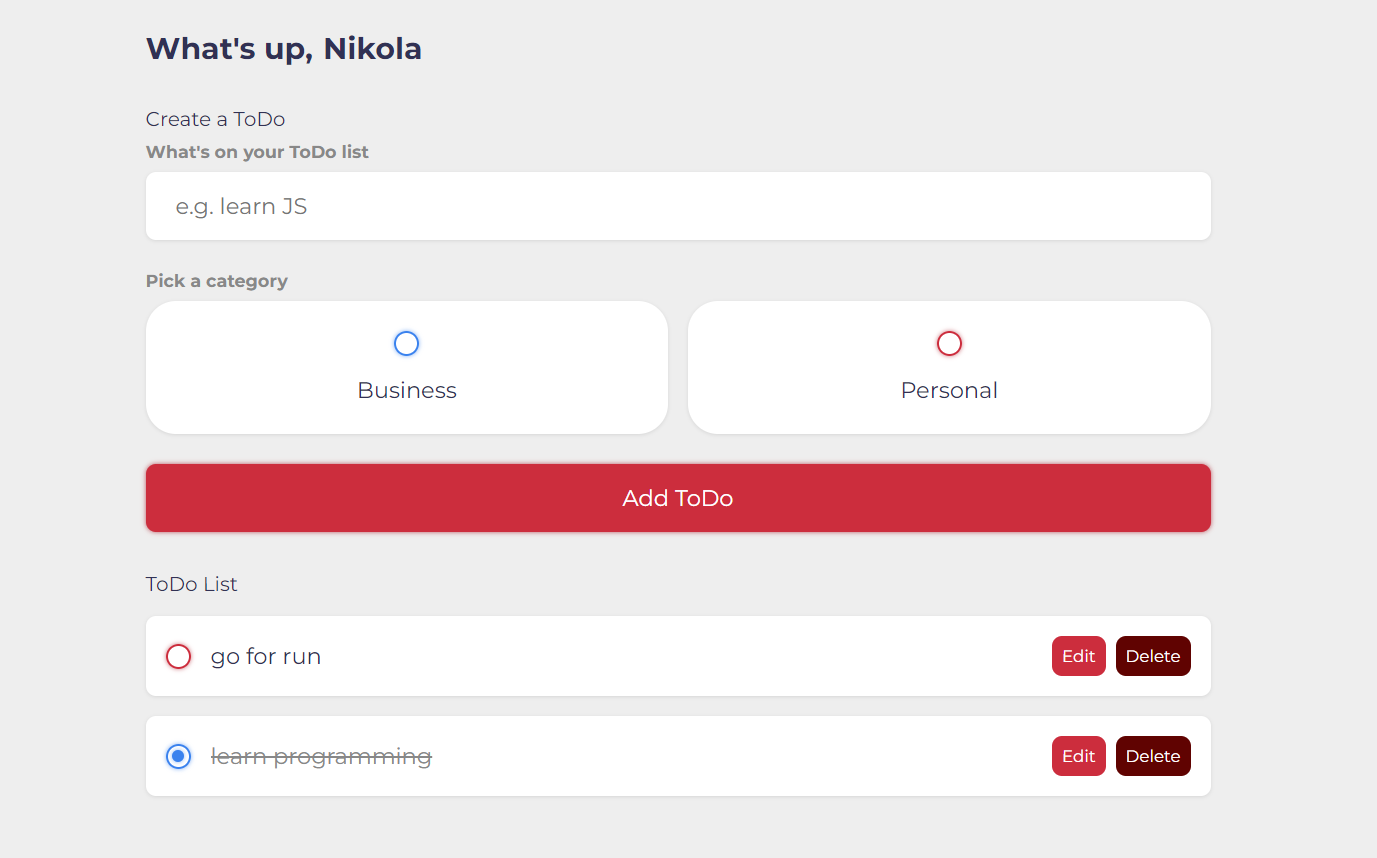 What's up, Nikola
Create a ToDo
What's on your ToDo list
e.g. learn JS
Pick a category
Business
Personal
Add ToDo
ToDo List
go for run
Edit
Delete
learn programming
Edit
Delete